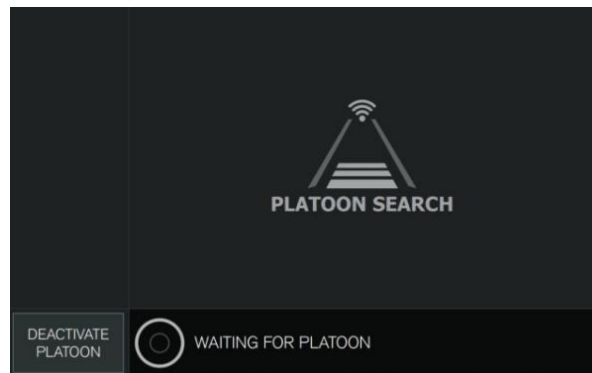 PLATOON SEARCH
DEACTIVATE
PLATOON
WAITING FOR PLATOON